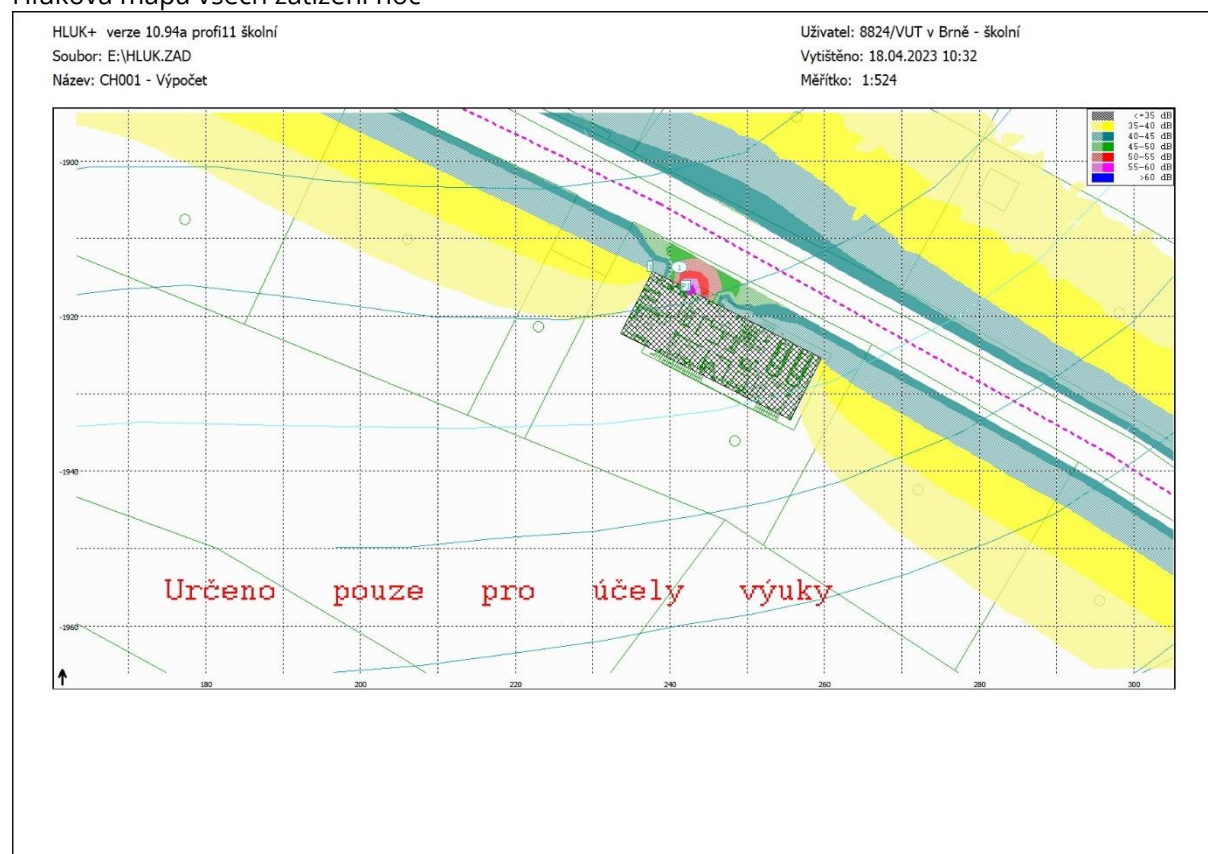 Hluková mapa všech zatížení noc
HLUK+ verze 10.94a profi11 školní
Uživatel: 8824/VUT v Brně - školní
Soubor: E:\HLUK.ZAD
Vytištěno: 18.04.2023 10:32
Název: CH001 - Výpočet
Měřítko: 1:524
<=35 dB
35-40 dB
40-45 dB
45-50 dB
50-55 dB
55-60 dB
>60 dB
-1900
-1920
-1940
-1960
1
Určeno pouze pro účely výuky
180 200 220 240 260 280 300